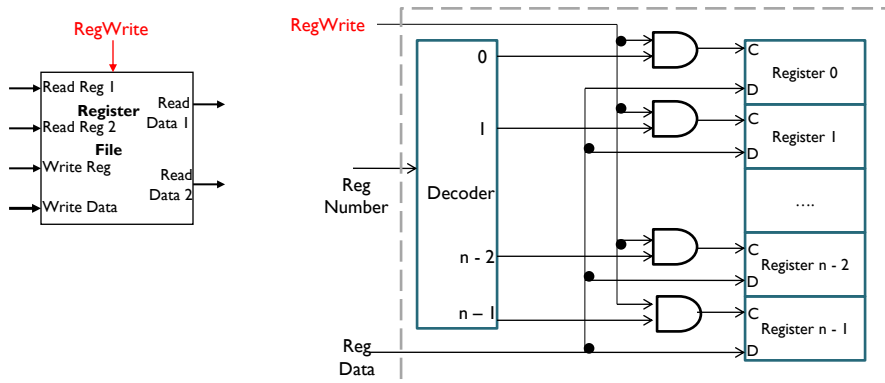 RegWrite
Read Reg 1
Register
Read
Data 1
Read Reg 2
File
Write Reg
Read
Data 2
Write Data
RegWrite
0
1
Reg
Number
Decoder
n - 2
n – 1
Reg
Data
C
Register 0
D
C
Register 1
D
....
C
Register n - 2
D
C
Register n - 1
D